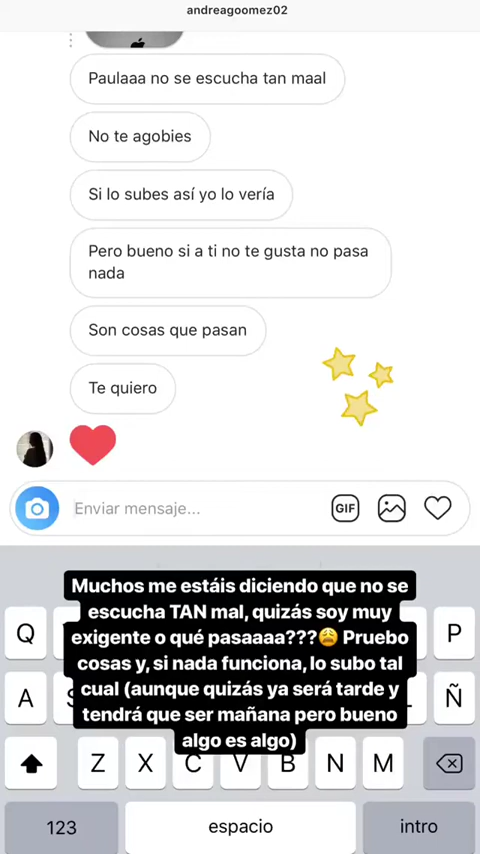 andreagoomez02
Paulaaa no se escucha tan maal
No te agobies
Si lo subes así yo lo vería
Pero bueno si a ti no te gusta no pasa
nada
Son cosas que pasan
Te quiero
Enviar mensaje...
GIF
Muchos me estáis diciendo que no se
escucha TAN mal, quizás soy muy
exigente o qué pasaaaa???😩 Pruebo
cosas y, si nada funciona, lo subo tal
cual (aunque quizás ya será tarde y
tendrá que ser mañana pero bueno
algo es algo)
Q P
A Ñ
Z X C V B N M
123 espacio intro